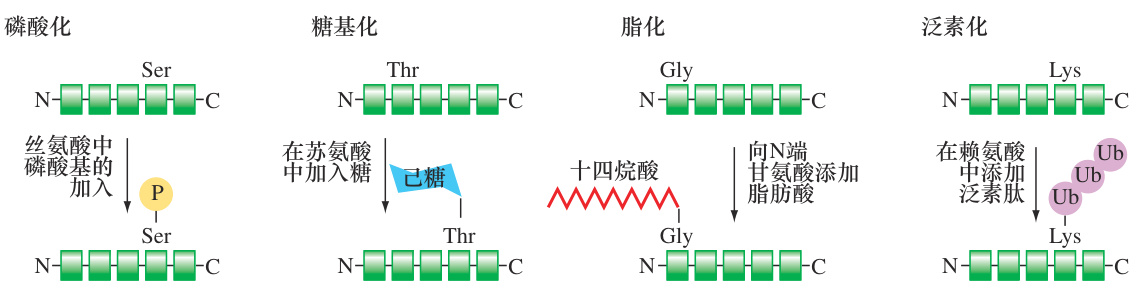 磷酸化
Ser
N C
丝氨酸中
磷酸基的
加入
P
Ser
N C
糖基化
Thr
N C
在苏氨酸
中加入糖
己糖
Thr
N C
脂化
Gly
N C
十四烷酸
向N端
甘氨酸添加
脂肪酸
Gly
N C
泛素化
Lys
N C
在赖氨酸
中添加
泛素肽
Ub
Ub
Ub
Lys
N C